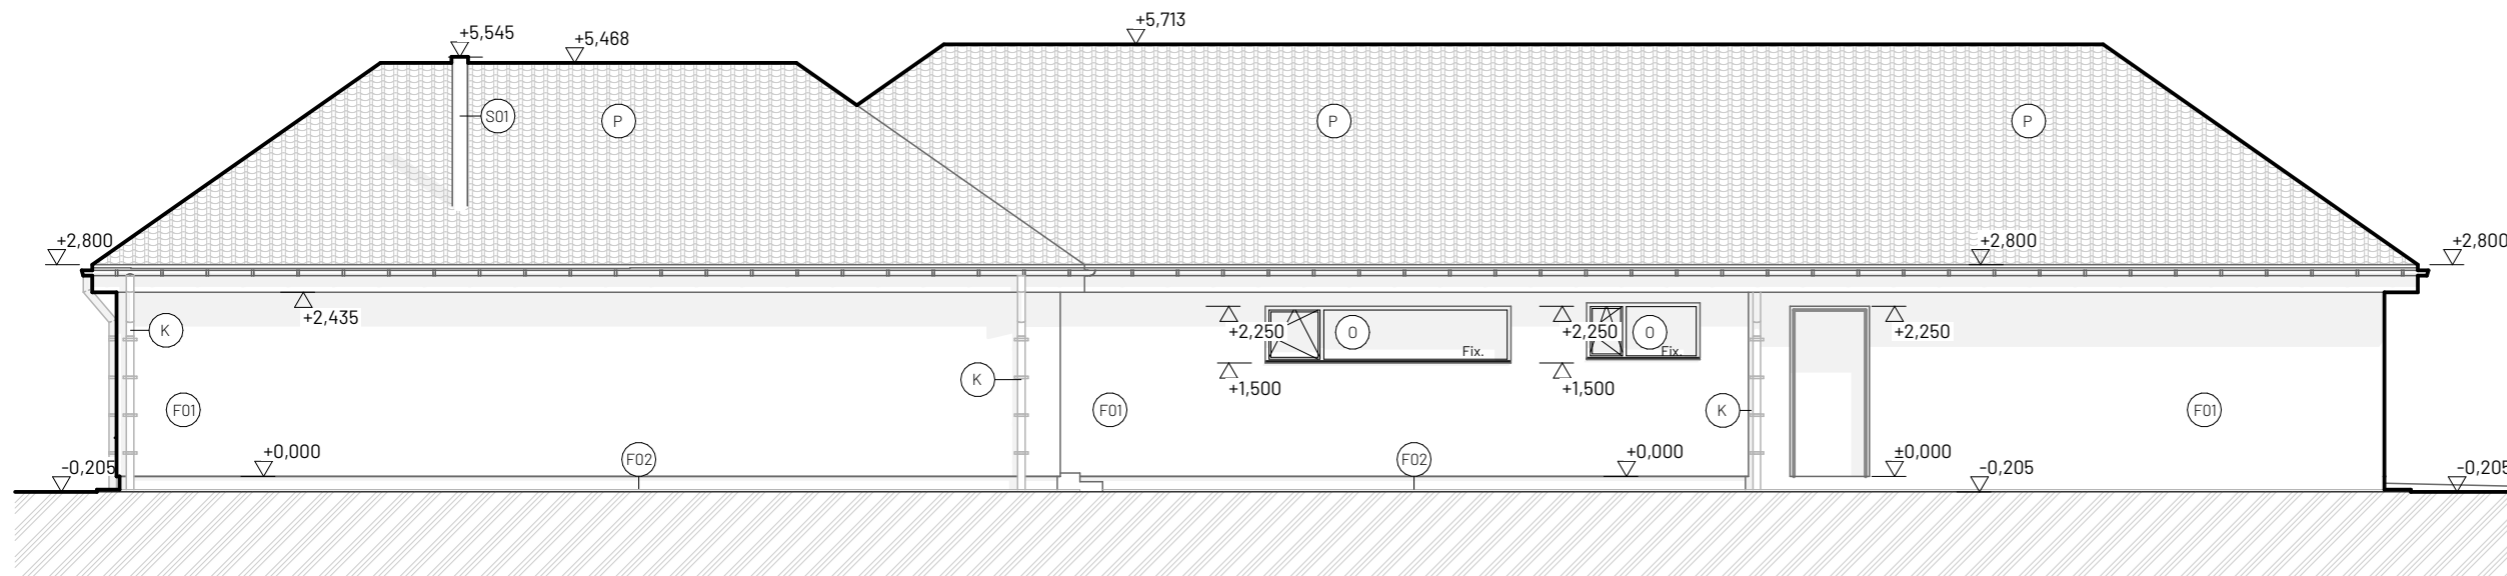 +5,713
+5,545
+5,468
S01
P
P
P
+2,800
+2,800
+2,800
+2,435
K
+2,250
O
Fix.
+2,250
O
Fix.
+2,250
K
+1,500
+1,500
F01
F01
K
F01
+0,000
F02
F02
+0,000
±0,000
-0,205
-0,205
-0,205